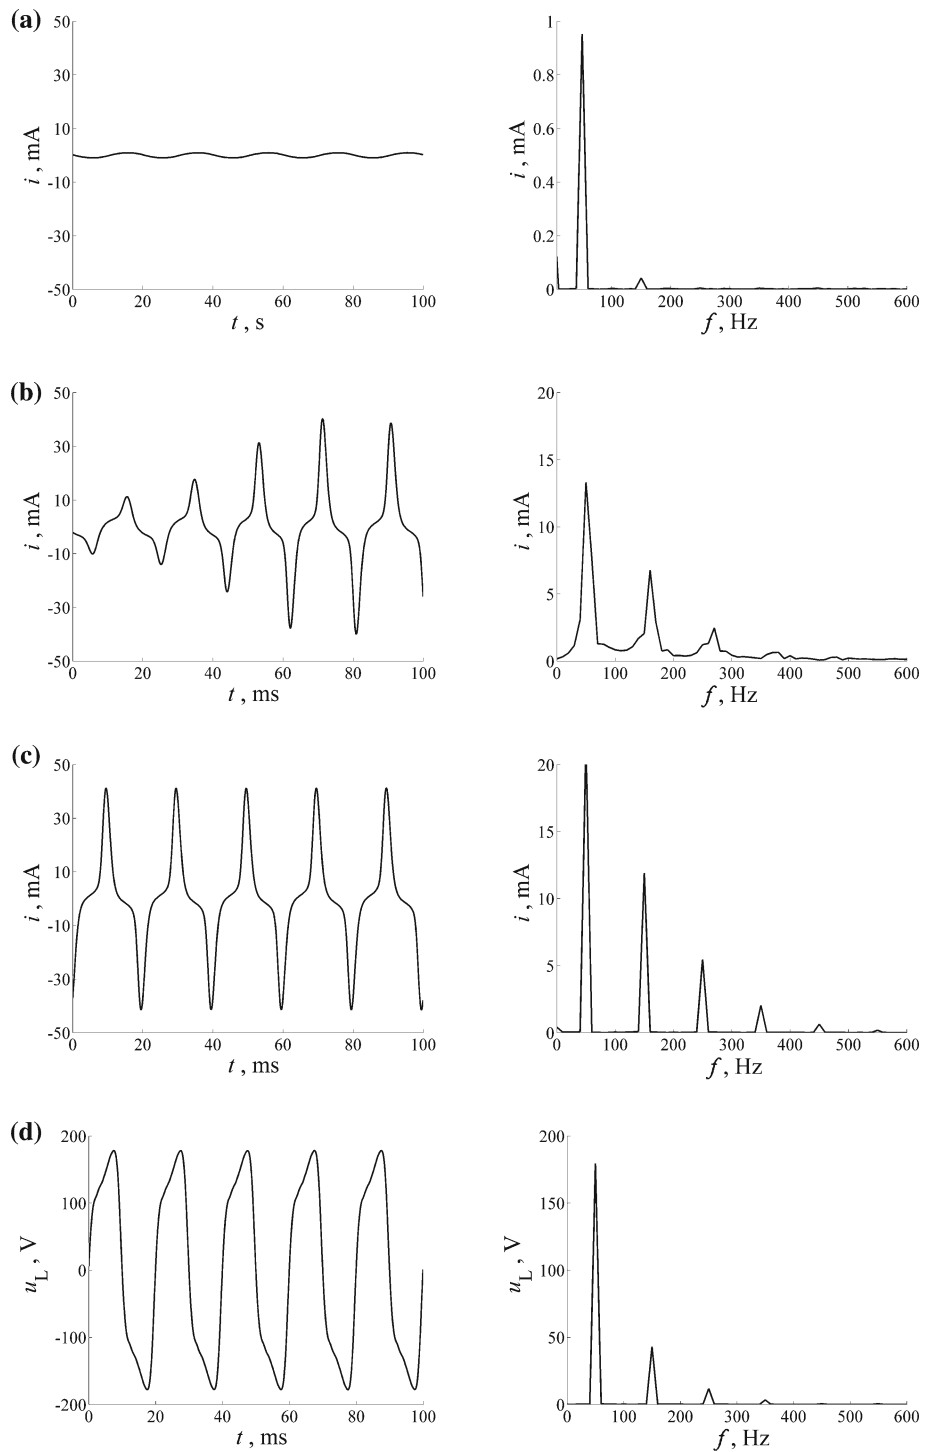 (a)
50
30
10
-10
-30
-50
i , mA
0 20 40 60 80 100
t , s
1
0.8
0.6
0.4
0.2
0
i , mA
100 200 300 400 500 600
f , Hz
(b)
50
30
10
-10
-30
-50
i , mA
0 20 40 60 80 100
t , ms
20
15
10
5
0
i , mA
0 100 200 300 400 500 600
f , Hz
(c)
50
30
10
-10
-30
-50
i , mA
0 20 40 60 80 100
t , ms
20
15
10
5
0
i , mA
0 100 200 300 400 500 600
f , Hz
(d)
200
100
0
-100
-200
uL , V
0 20 40 60 80 100
t , ms
200
150
100
50
0
uL , V
0 100 200 300 400 500 600
f , Hz